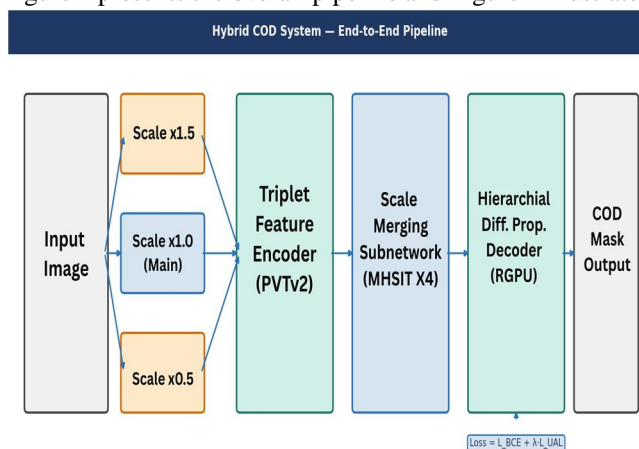 Hybrid COD System — End-to-End Pipeline
Input
Image
Scale x1.5
Scale x1.0
(Main)
Scale x0.5
Triplet
Feature
Encoder
(PVTv2)
Scale
Merging
Subnetwork
(MHSIT X4)
Hierarchial
Diff. Prop.
Decoder
(RGPU)
COD
Mask
Output
Loss = L_BCE + λ·L_UAL